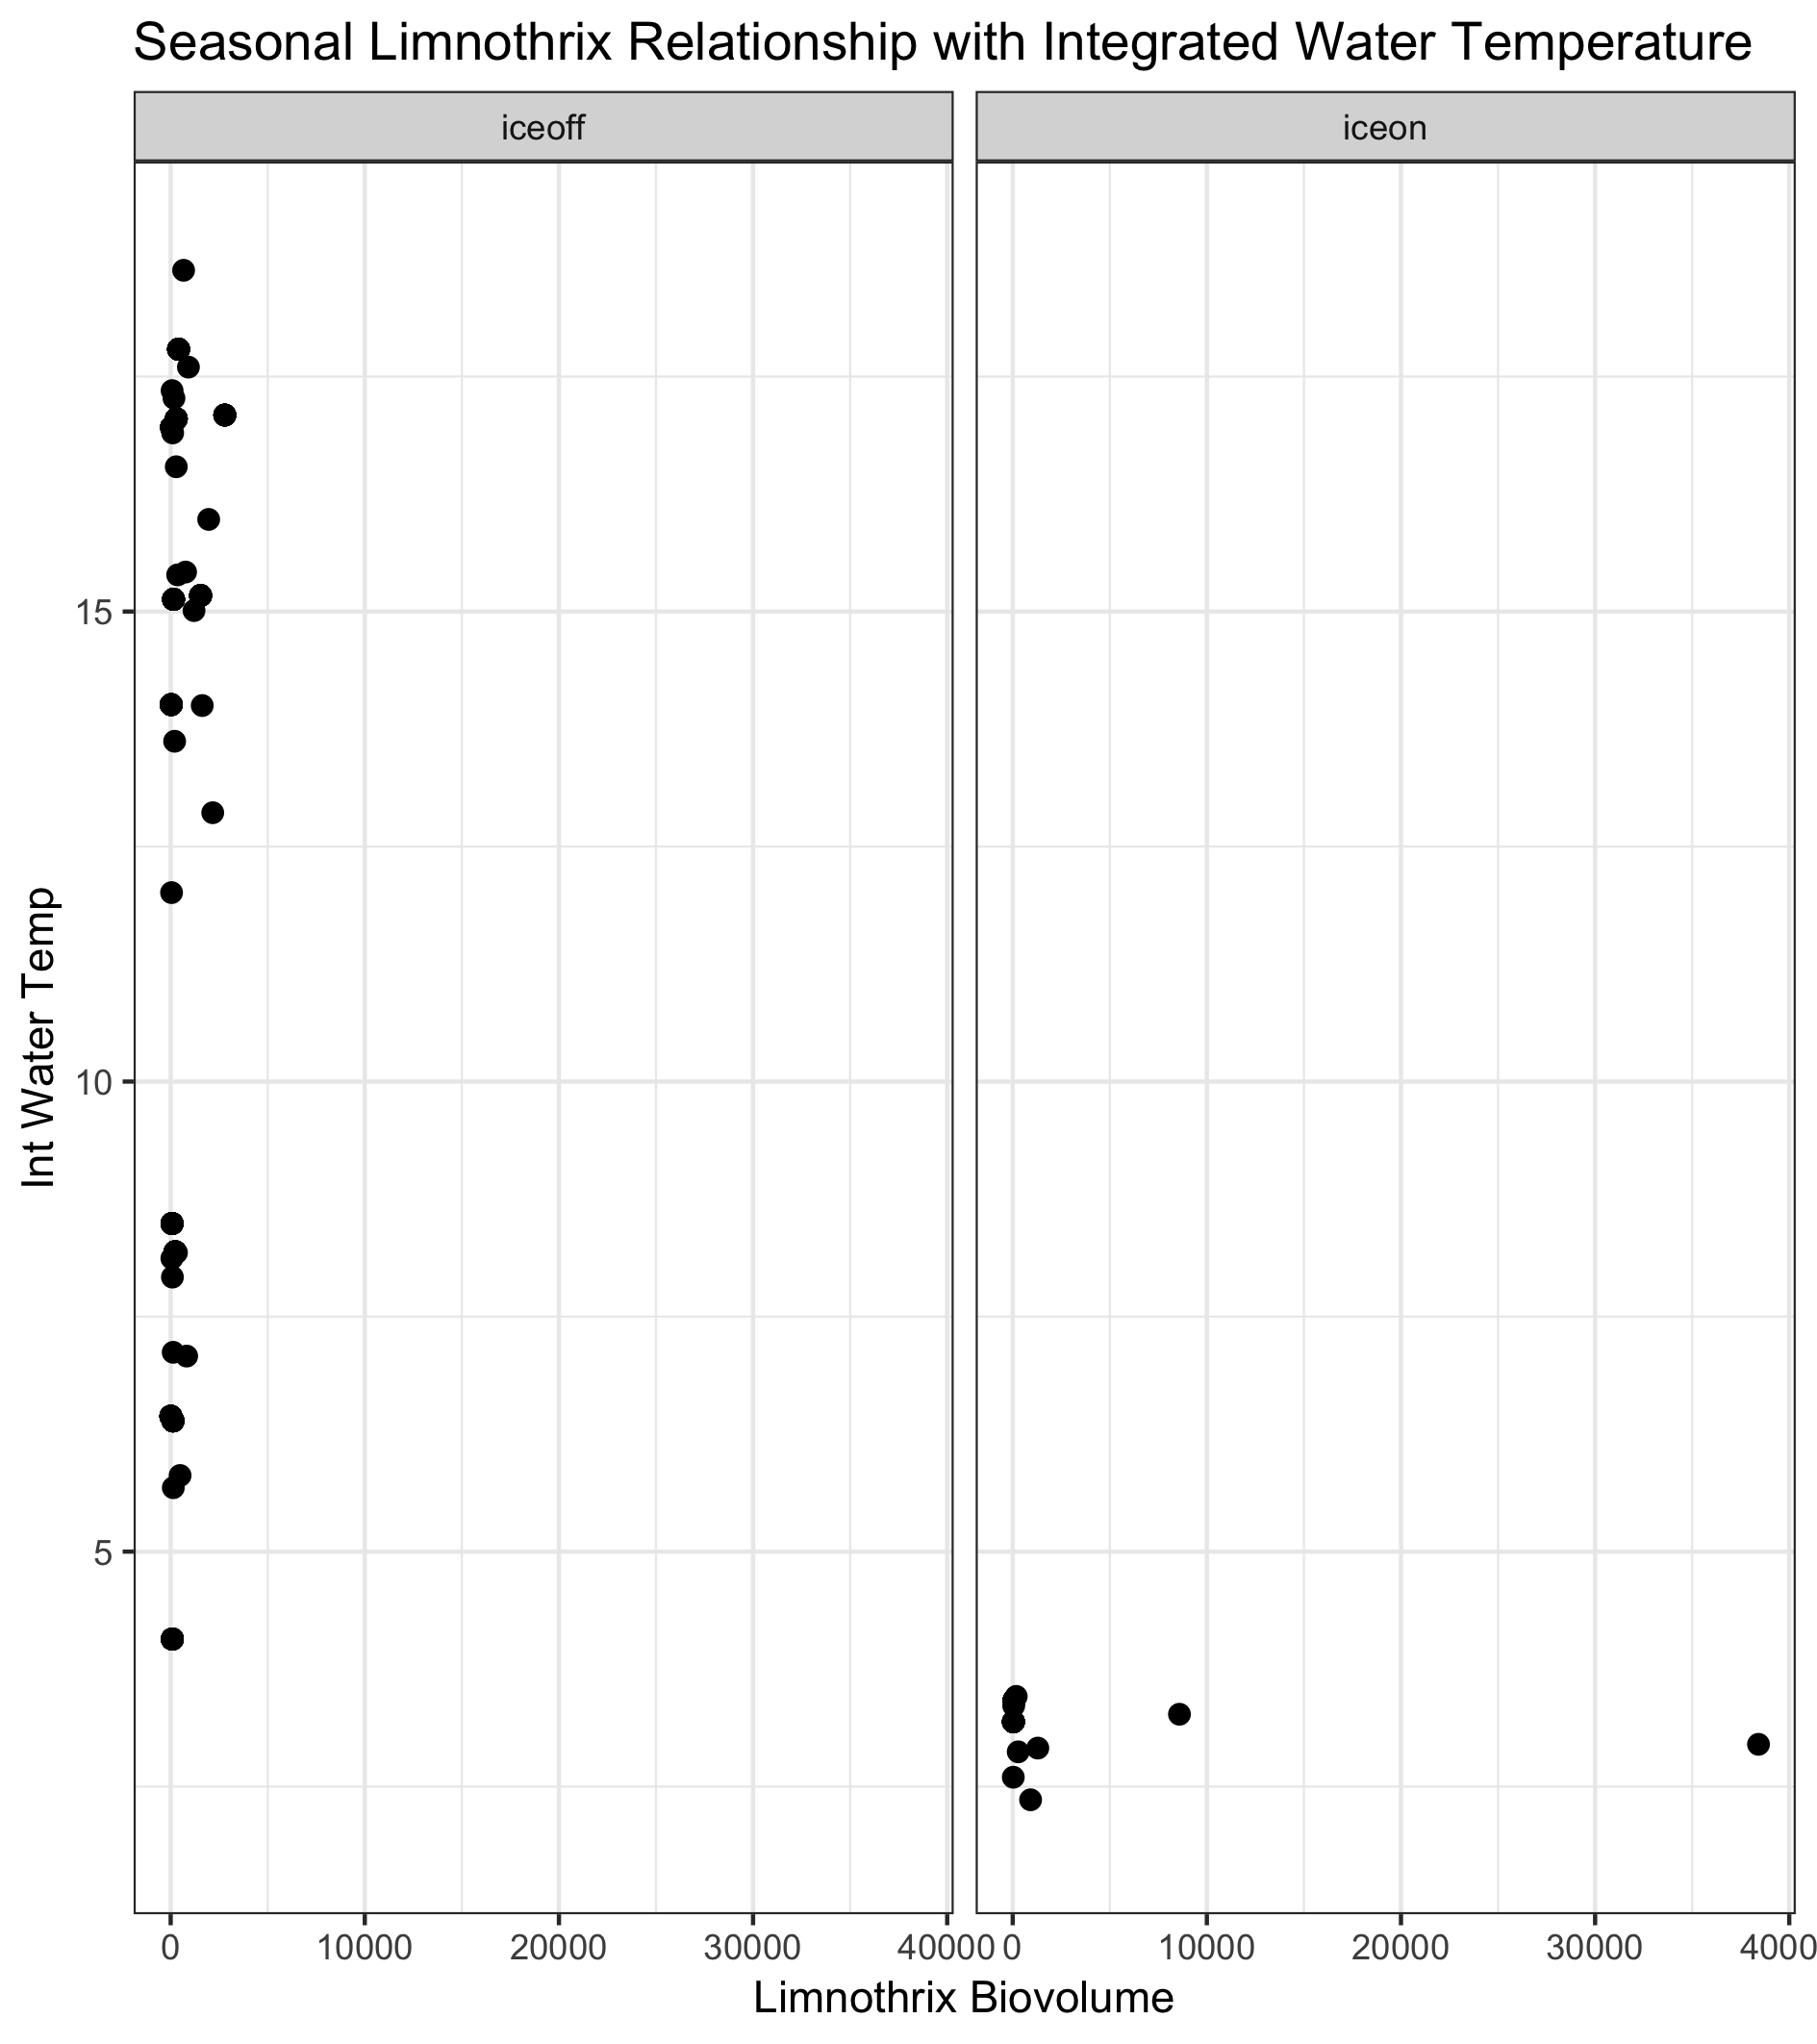 Seasonal Limnothrix Relationship with Integrated Water Temperature
iceoff
iceon
Int Water Temp
15
10
5
0 10000 20000 30000 40000 0 10000 20000 30000 4000
Limnothrix Biovolume